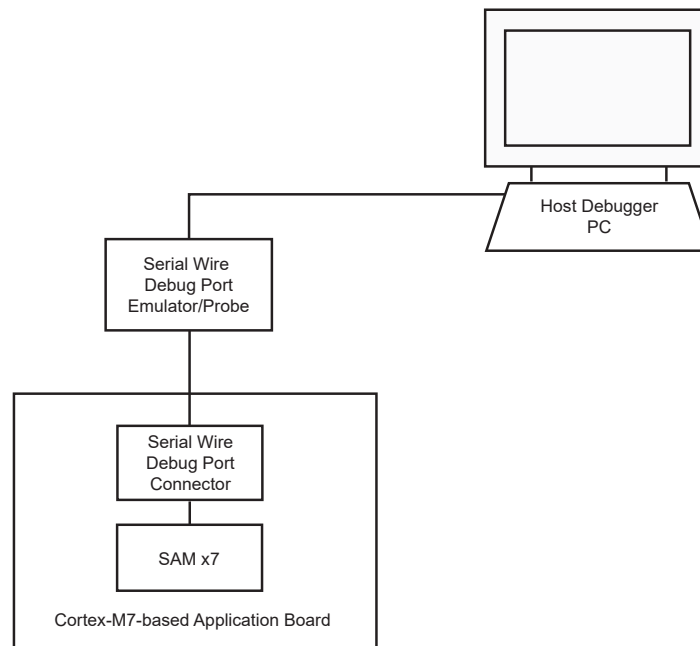 Host Debugger
PC
Serial Wire
Debug Port
Emulator/Probe
Serial Wire
Debug Port
Connector
SAM x7
Cortex-M7-based Application Board